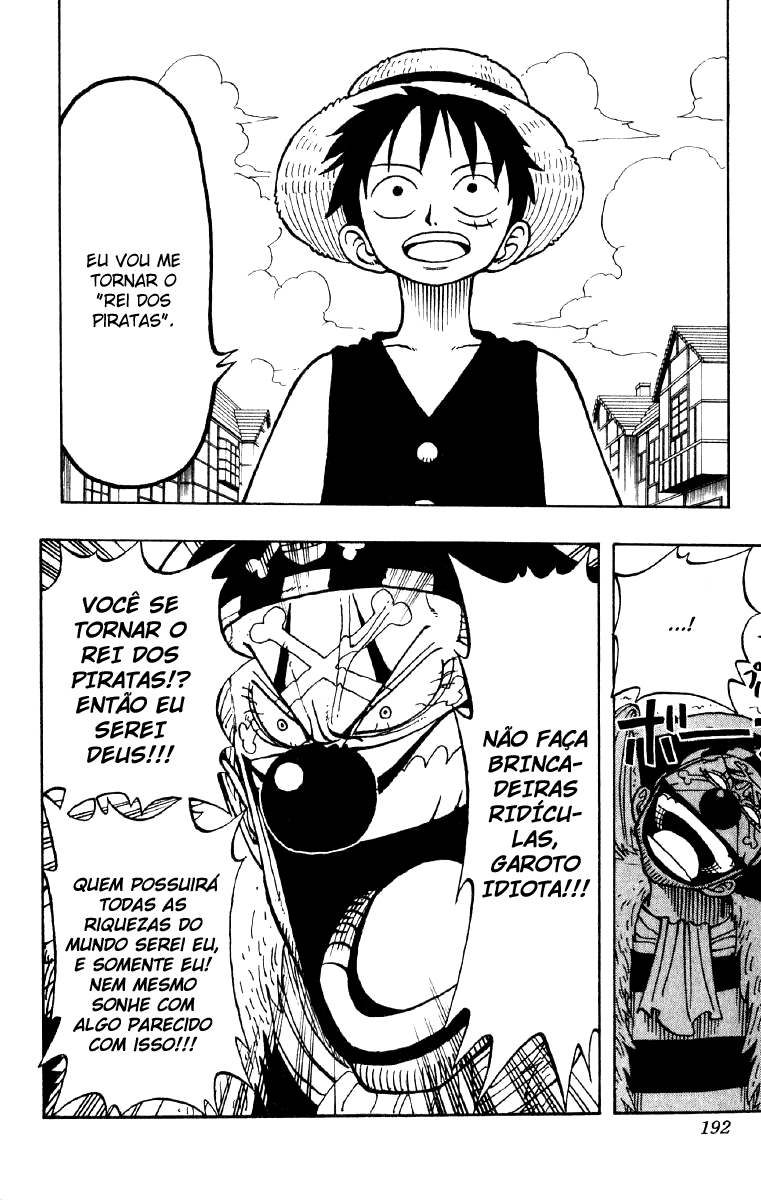 EU VOU ME
TORNAR O
"REI DOS
PIRATAS".
...!
NÃO FAÇA
BRINCA-
DEIRAS
RIDÍCU-
LAS,
GAROTO
IDIOTA!!!
VOCÊ SE
TORNAR O
REI DOS
PIRATAS!?
ENTÃO EU
SEREI
DEUS!!!
QUEM POSSUIRÁ
TODAS AS
RIQUEZAS DO
MUNDO SEREI EU,
E SOMENTE EU!
NEM MESMO
SONHE COM
ALGO PARECIDO
COM ISSO!!!
192